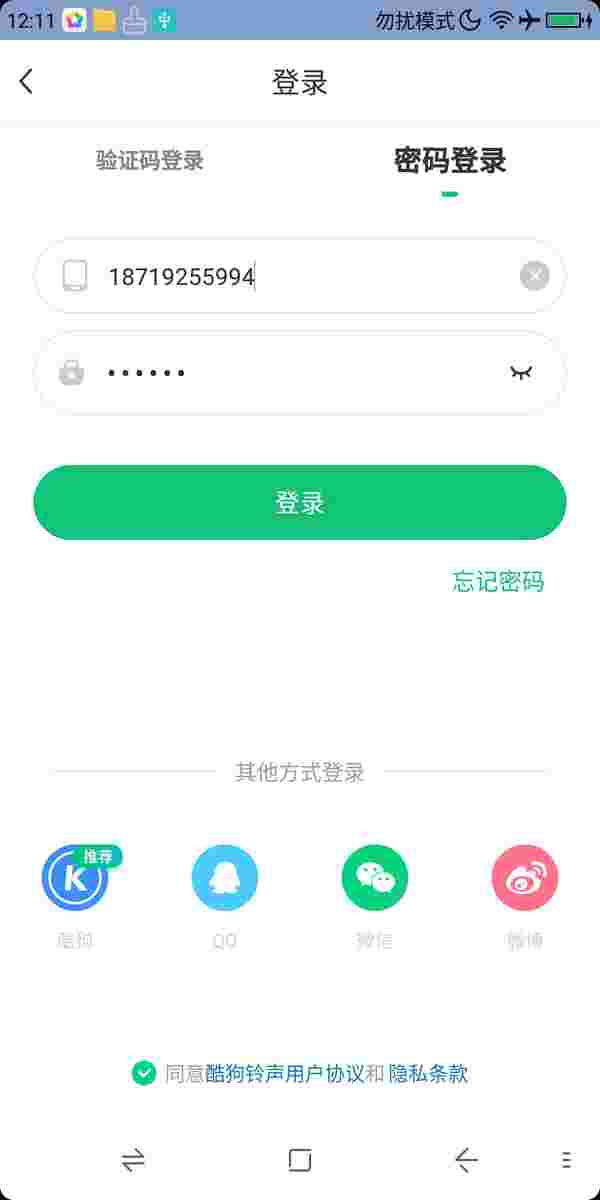 12:11 勿扰模式
登录
验证码登录 密码登录
18719255994
登录
忘记密码
其他方式登录
推荐
酷狗 QQ 微信 微博
同意酷狗铃声用户协议和 隐私条款